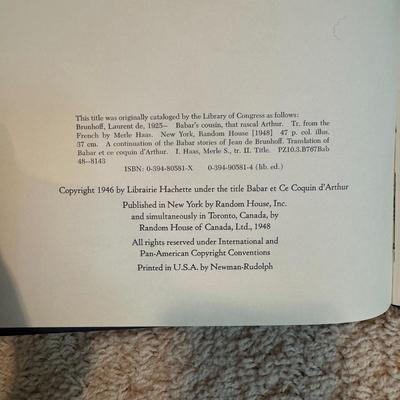 This title was originally cataloged by the Library of Congress as follows:
Brunhoff, Laurent de, 1925– Babar's cousin, that rascal Arthur. Tr. from the
French by Merle Haas. New York, Random House [1948] 47 p. col. illus.
37 cm. A continuation of the Babar stories of Jean de Brunhoff. Translation of
Babar et ce coquin d'Arthur. I. Haas, Merle S., tr. II. Title. PZ10.3.B767Bab
48–8143
ISBN: 0-394-80581-X 0-394-90581-4 (lib. ed.)
Copyright 1946 by Librairie Hachette under the title Babar et Ce Coquin d'Arthur
Published in New York by Random House, Inc.
and simultaneously in Toronto, Canada, by
Random House of Canada, Ltd., 1948
All rights reserved under International and
Pan-American Copyright Conventions
Printed in U.S.A. by Newman-Rudolph